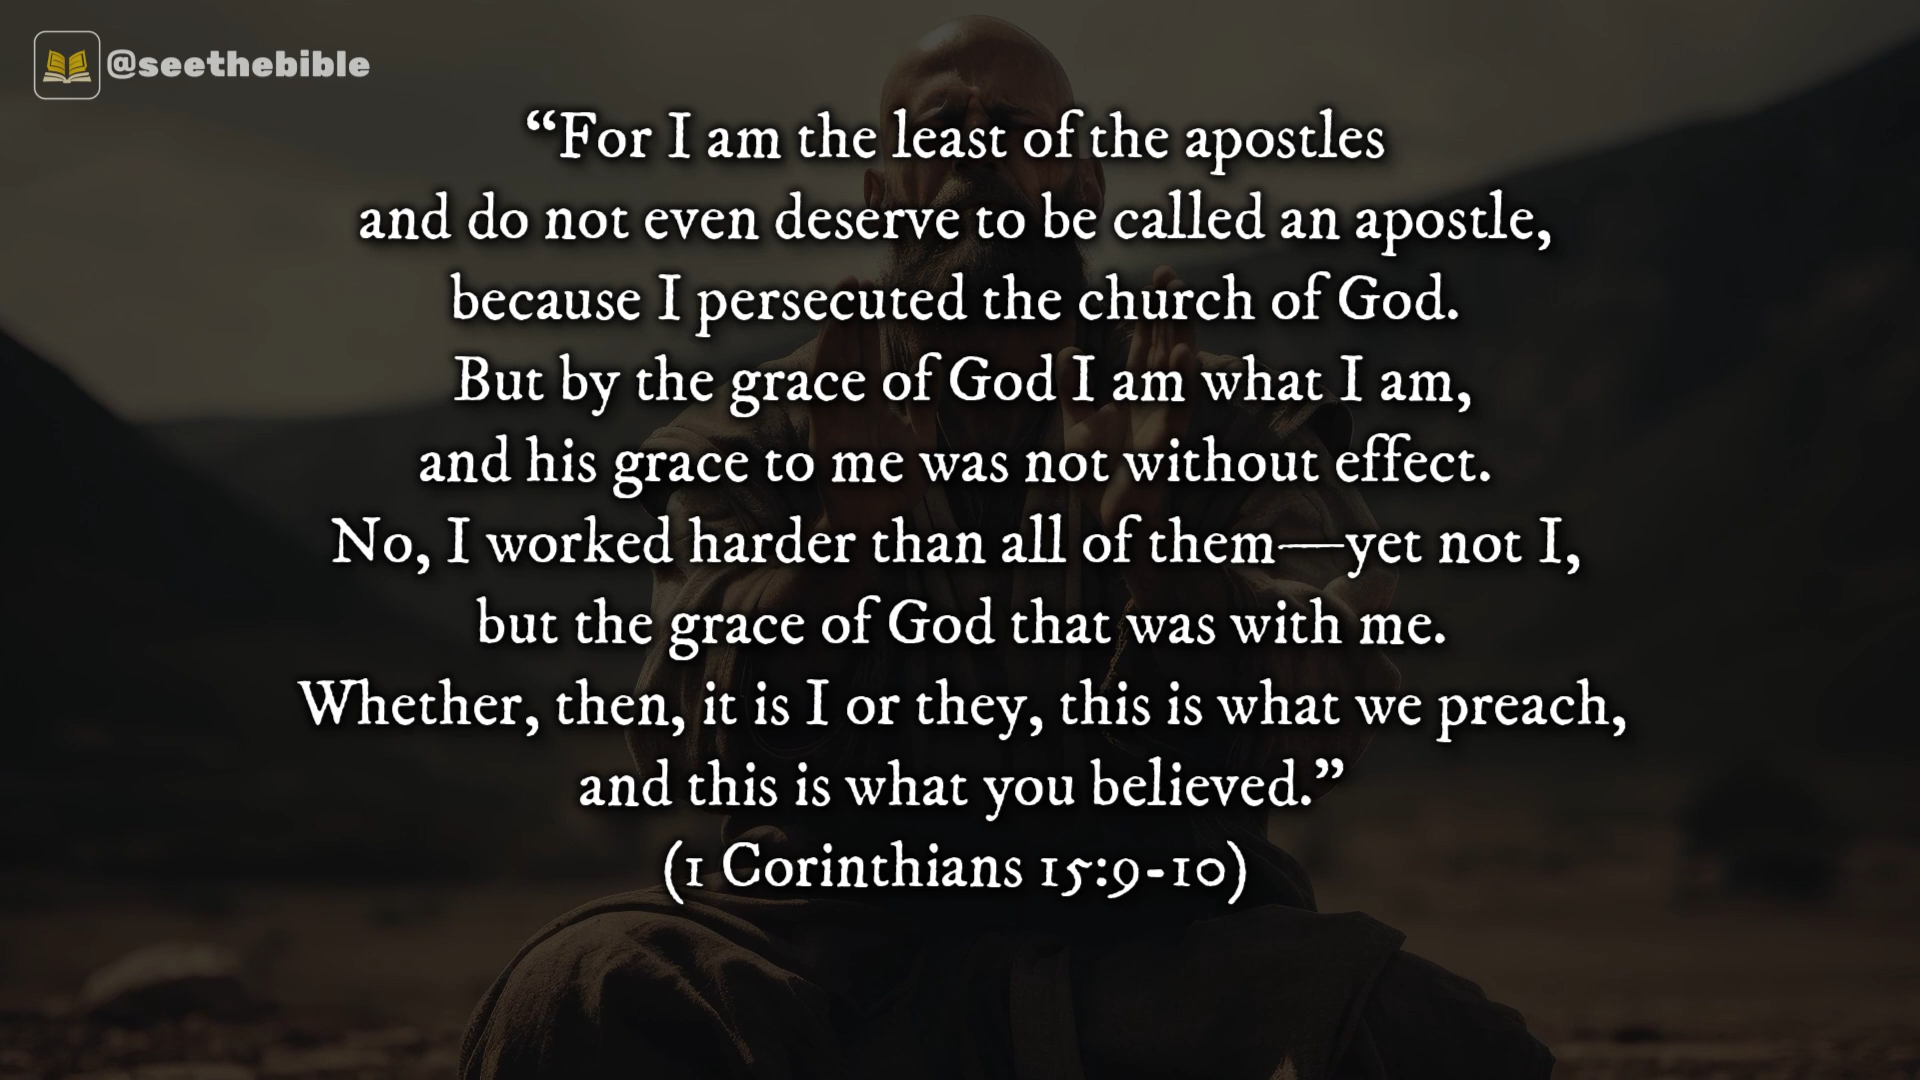 @seethebible
“For I am the least of the apostles
and do not even deserve to be called an apostle,
because I persecuted the church of God.
But by the grace of God I am what I am,
and his grace to me was not without effect.
No, I worked harder than all of them—yet not I,
but the grace of God that was with me.
Whether, then, it is I or they, this is what we preach,
and this is what you believed.”
(1 Corinthians 15:9-10)